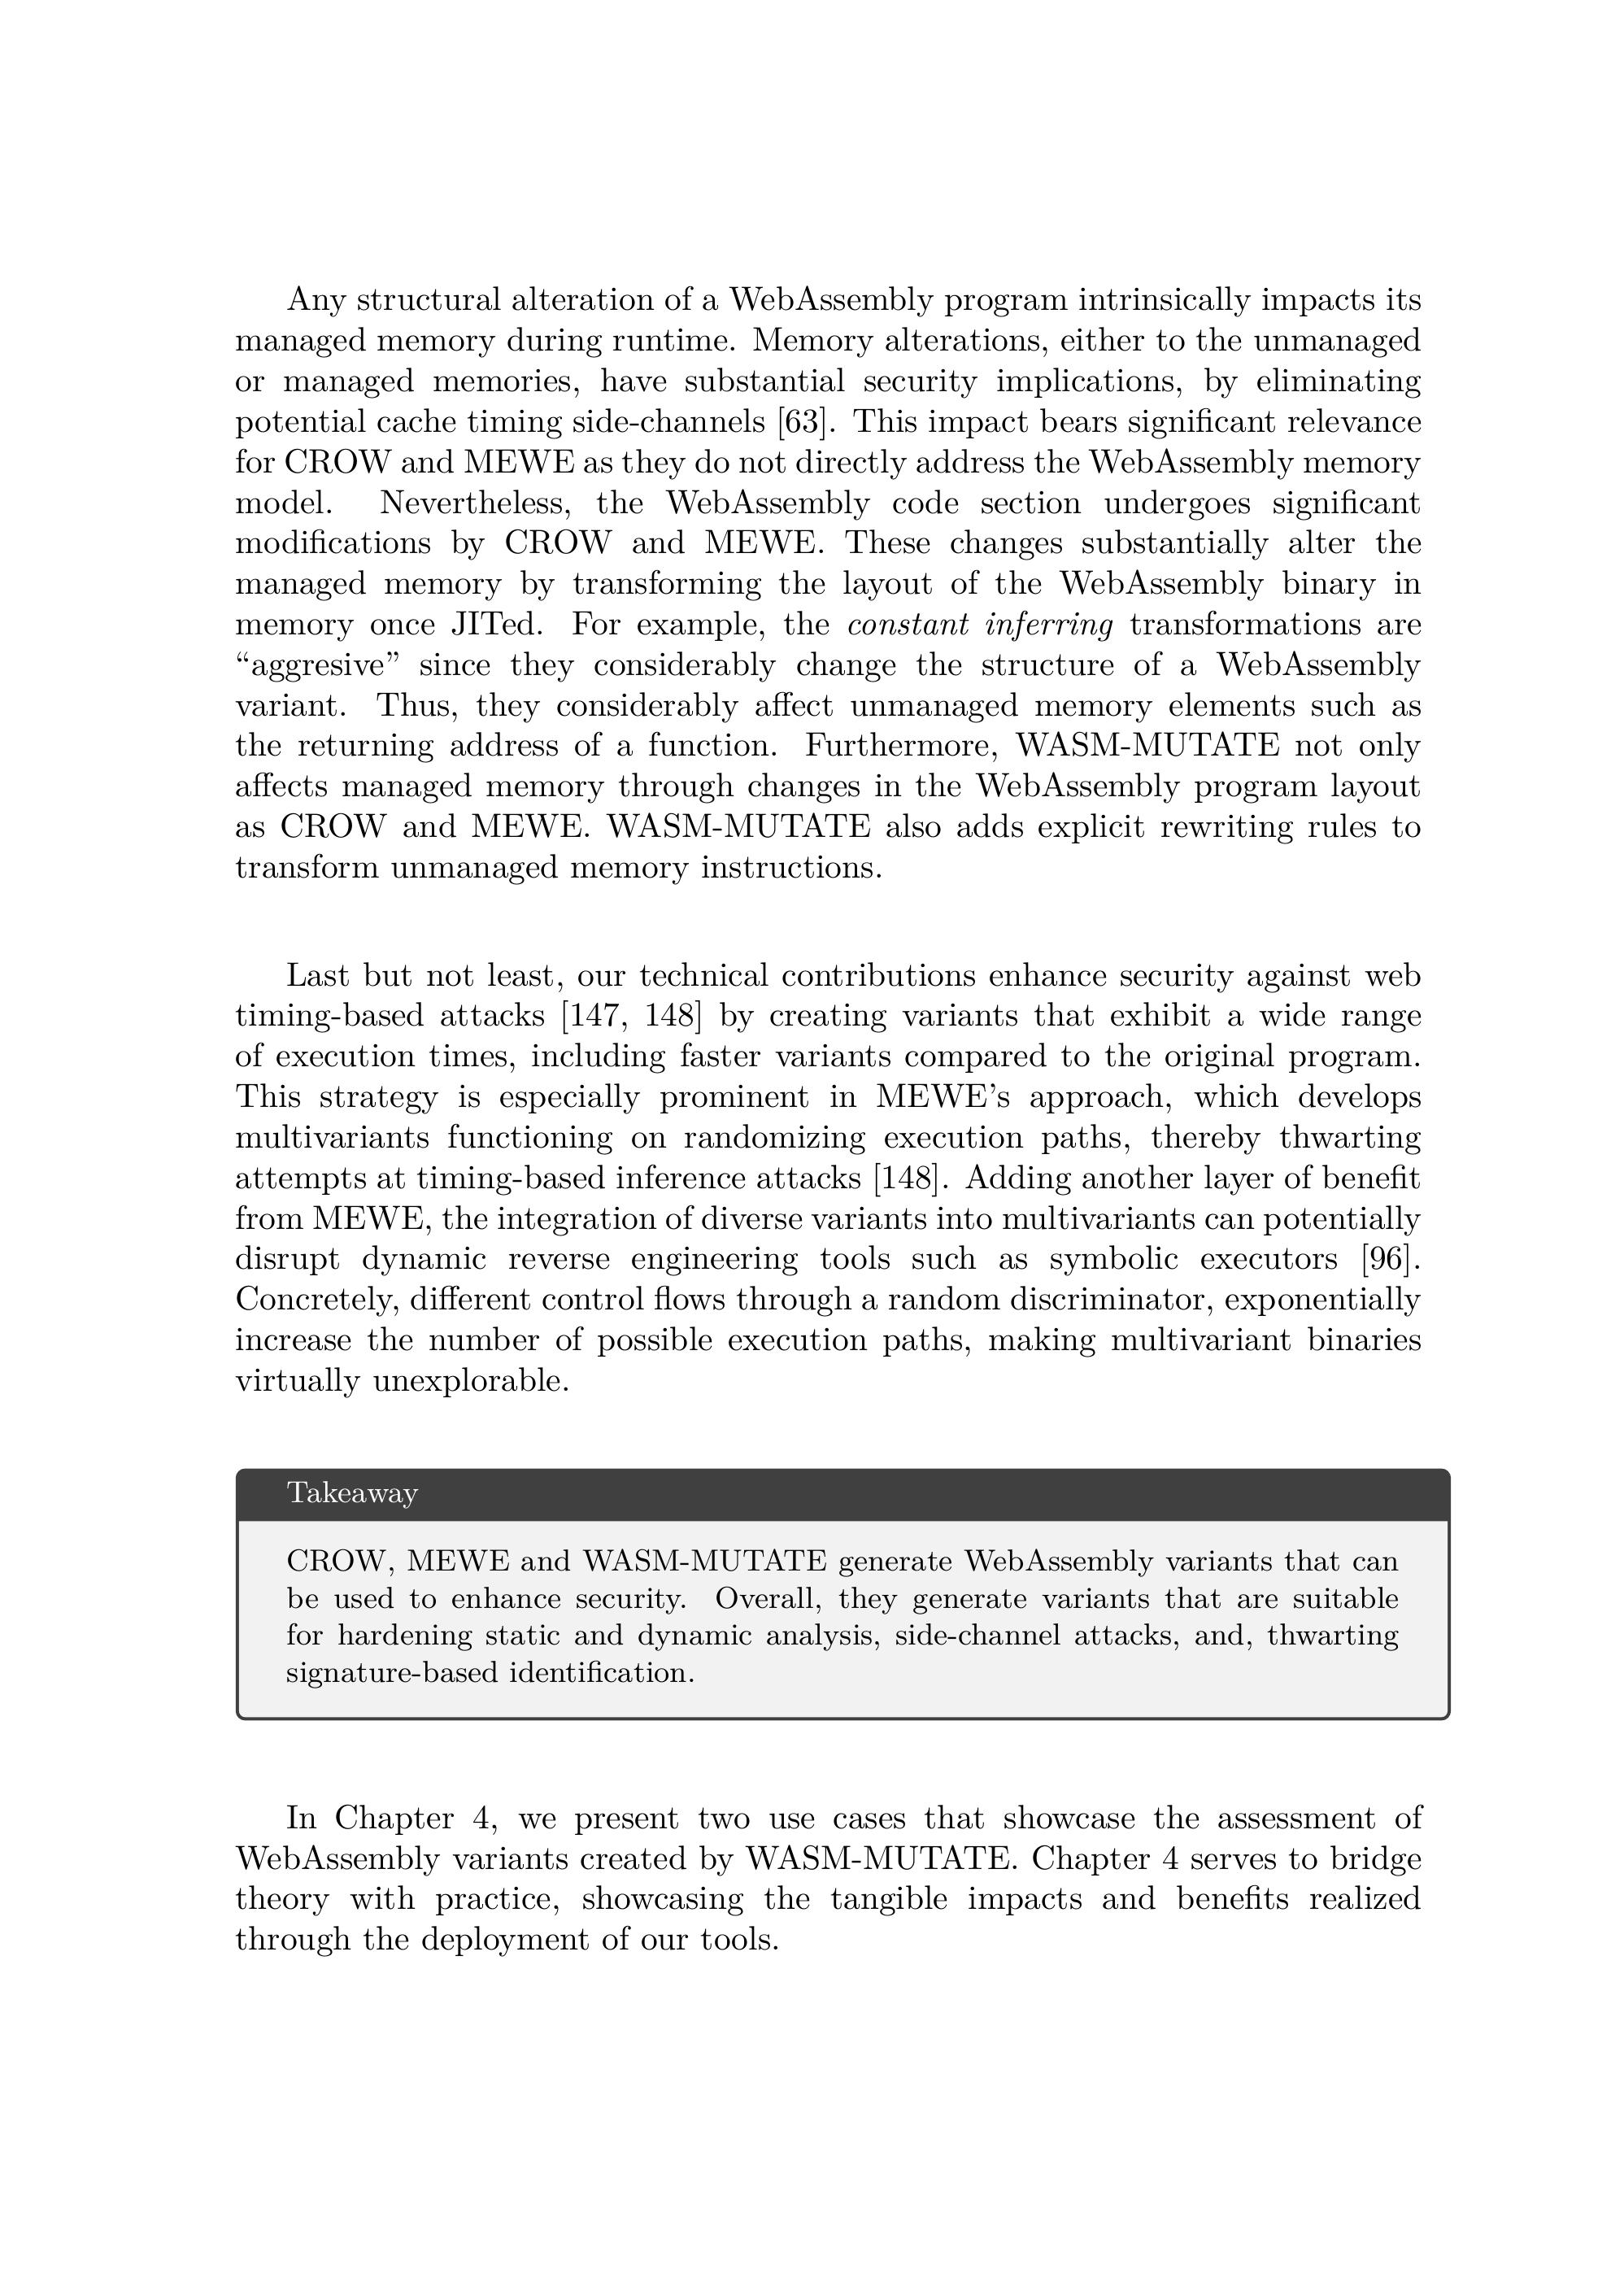 Any structural alteration of a WebAssembly program intrinsically impacts its
managed memory during runtime. Memory alterations, either to the unmanaged
or managed memories, have substantial security implications, by eliminating
potential cache timing side-channels [63]. This impact bears significant relevance
for CROW and MEWE as they do not directly address the WebAssembly memory
model. Nevertheless, the WebAssembly code section undergoes significant
modifications by CROW and MEWE. These changes substantially alter the
managed memory by transforming the layout of the WebAssembly binary in
memory once JITed. For example, the constant inferring transformations are
“aggresive” since they considerably change the structure of a WebAssembly
variant. Thus, they considerably affect unmanaged memory elements such as
the returning address of a function. Furthermore, WASM-MUTATE not only
affects managed memory through changes in the WebAssembly program layout
as CROW and MEWE. WASM-MUTATE also adds explicit rewriting rules to
transform unmanaged memory instructions.
Last but not least, our technical contributions enhance security against web
timing-based attacks [147, 148] by creating variants that exhibit a wide range
of execution times, including faster variants compared to the original program.
This strategy is especially prominent in MEWE’s approach, which develops
multivariants functioning on randomizing execution paths, thereby thwarting
attempts at timing-based inference attacks [148]. Adding another layer of benefit
from MEWE, the integration of diverse variants into multivariants can potentially
disrupt dynamic reverse engineering tools such as symbolic executors [96].
Concretely, different control flows through a random discriminator, exponentially
increase the number of possible execution paths, making multivariant binaries
virtually unexplorable.
Takeaway
CROW, MEWE and WASM-MUTATE generate WebAssembly variants that can
be used to enhance security. Overall, they generate variants that are suitable
for hardening static and dynamic analysis, side-channel attacks, and, thwarting
signature-based identification.
In Chapter 4, we present two use cases that showcase the assessment of
WebAssembly variants created by WASM-MUTATE. Chapter 4 serves to bridge
theory with practice, showcasing the tangible impacts and benefits realized
through the deployment of our tools.